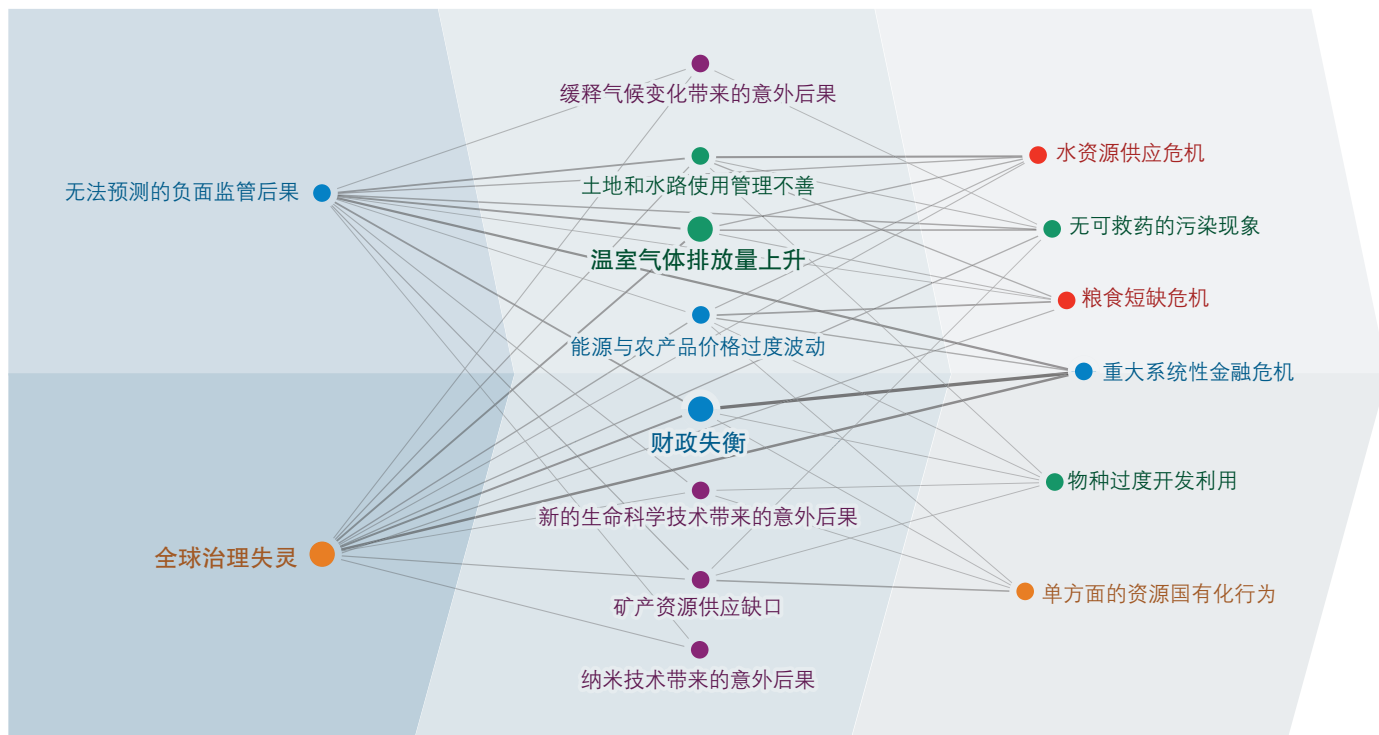 无法预测的负面监管后果
全球治理失灵
缓释气候变化带来的意外后果
土地和水路使用管理不善
温室气体排放量上升
能源与农产品价格过度波动
财政失衡
新的生命科学技术带来的意外后果
矿产资源供应缺口
纳米技术带来的意外后果
水资源供应危机
无可救药的污染现象
粮食短缺危机
重大系统性金融危机
物种过度开发利用
单方面的资源国有化行为